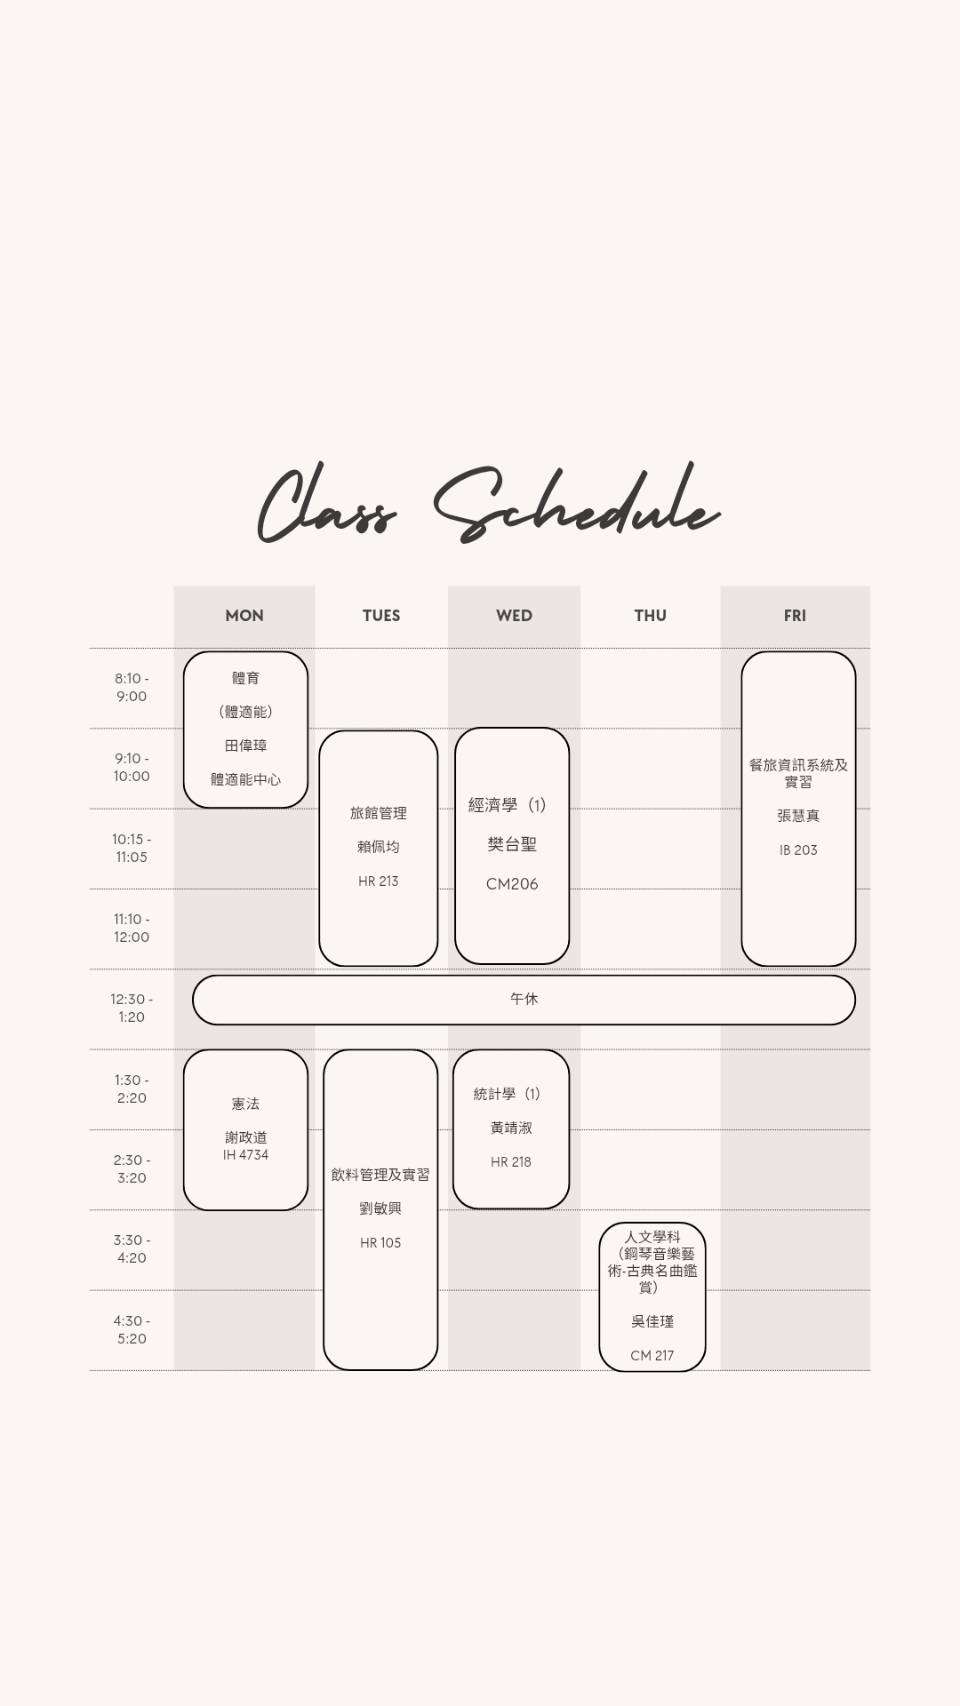 Class Schedule
MON TUES WED THU FRI
8:10 -
9:00
體育
（體適能）
田偉璋
體適能中心
9:10 -
10:00
10:15 -
11:05
11:10 -
12:00
旅館管理
賴佩均
HR 213
經濟學（1）
樊台聖
CM206
餐旅資訊系統及
實習
張慧真
IB 203
12:30 -
1:20
午休
1:30 -
2:20
2:30 -
3:20
3:30 -
4:20
4:30 -
5:20
憲法
謝政道
IH 4734
飲料管理及實習
劉敏興
HR 105
統計學（1）
黃靖淑
HR 218
人文學科
（鋼琴音樂藝
術-古典名曲鑑
賞）
吳佳瑾
CM 217